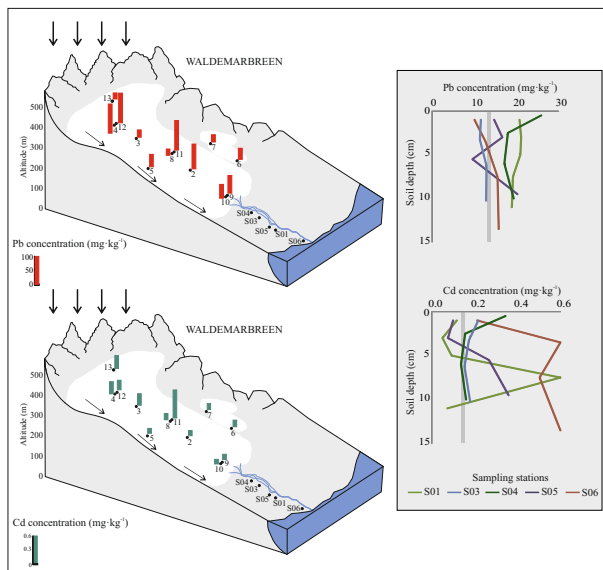 WALDEMARBREEN
Altitude (m)
500
400
300
200
100
0
13
4
12
3
5
8
11
2
7
6
10
9
S04
S03
S05
S01
S06
Pb concentration (mg·kg⁻¹)
100
50
0
WALDEMARBREEN
Altitude (m)
500
400
300
200
100
0
13
4
12
3
5
8
11
2
7
6
10
9
S04
S03
S05
S01
S06
Cd concentration (mg·kg⁻¹)
0.6
0.3
0
Pb concentration (mg·kg⁻¹)
0 10 20 30
Soil depth (cm)
0
5
10
15
Cd concentration (mg·kg⁻¹)
0.0 0.2 0.4 0.6
Soil depth (cm)
0
5
10
15
Sampling stations
S01 S03 S04 S05 S06